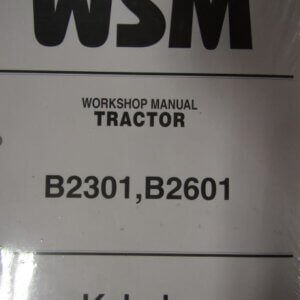 WSM
WORKSHOP MANUAL
TRACTOR
B2301,B2601